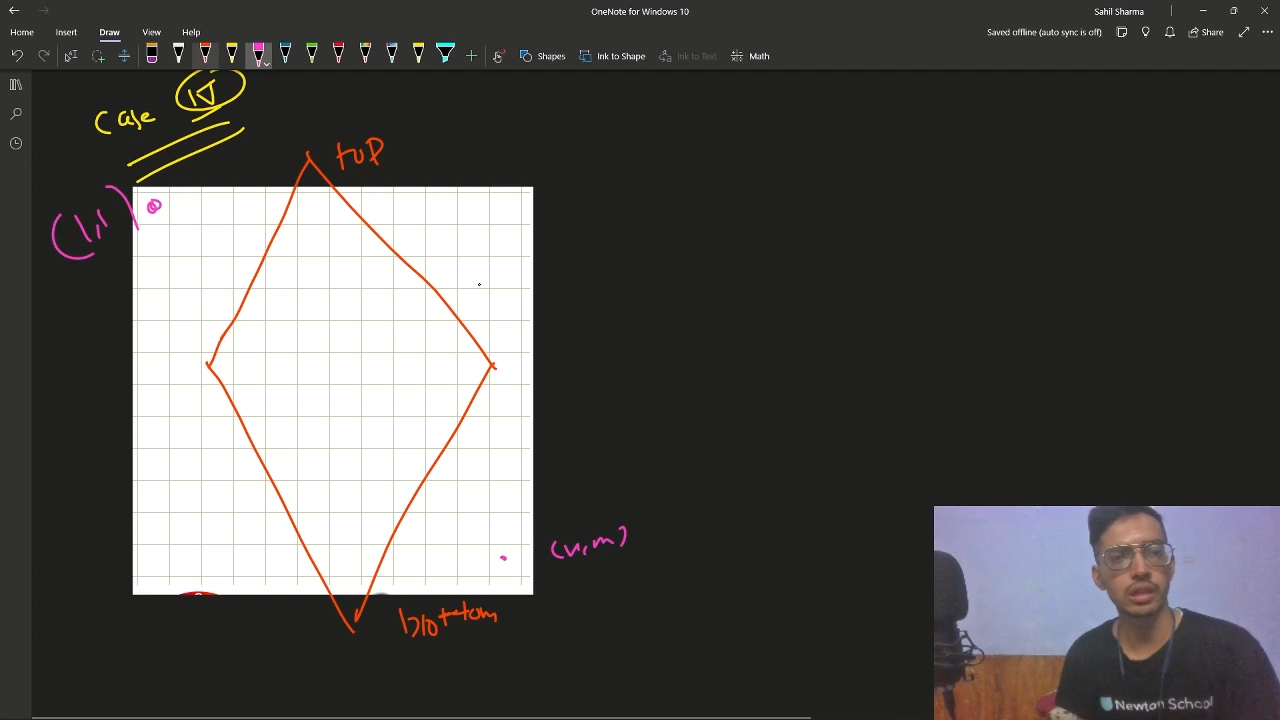 OneNote for Windows 10
Sahil Sharma
Home Insert Draw View Help
Saved offline (auto sync is off)
Share
Shapes
Ink to Shape
Ink to Text
Math
Case IV
top
(1,1)
(n,m)
bottom
Newton School